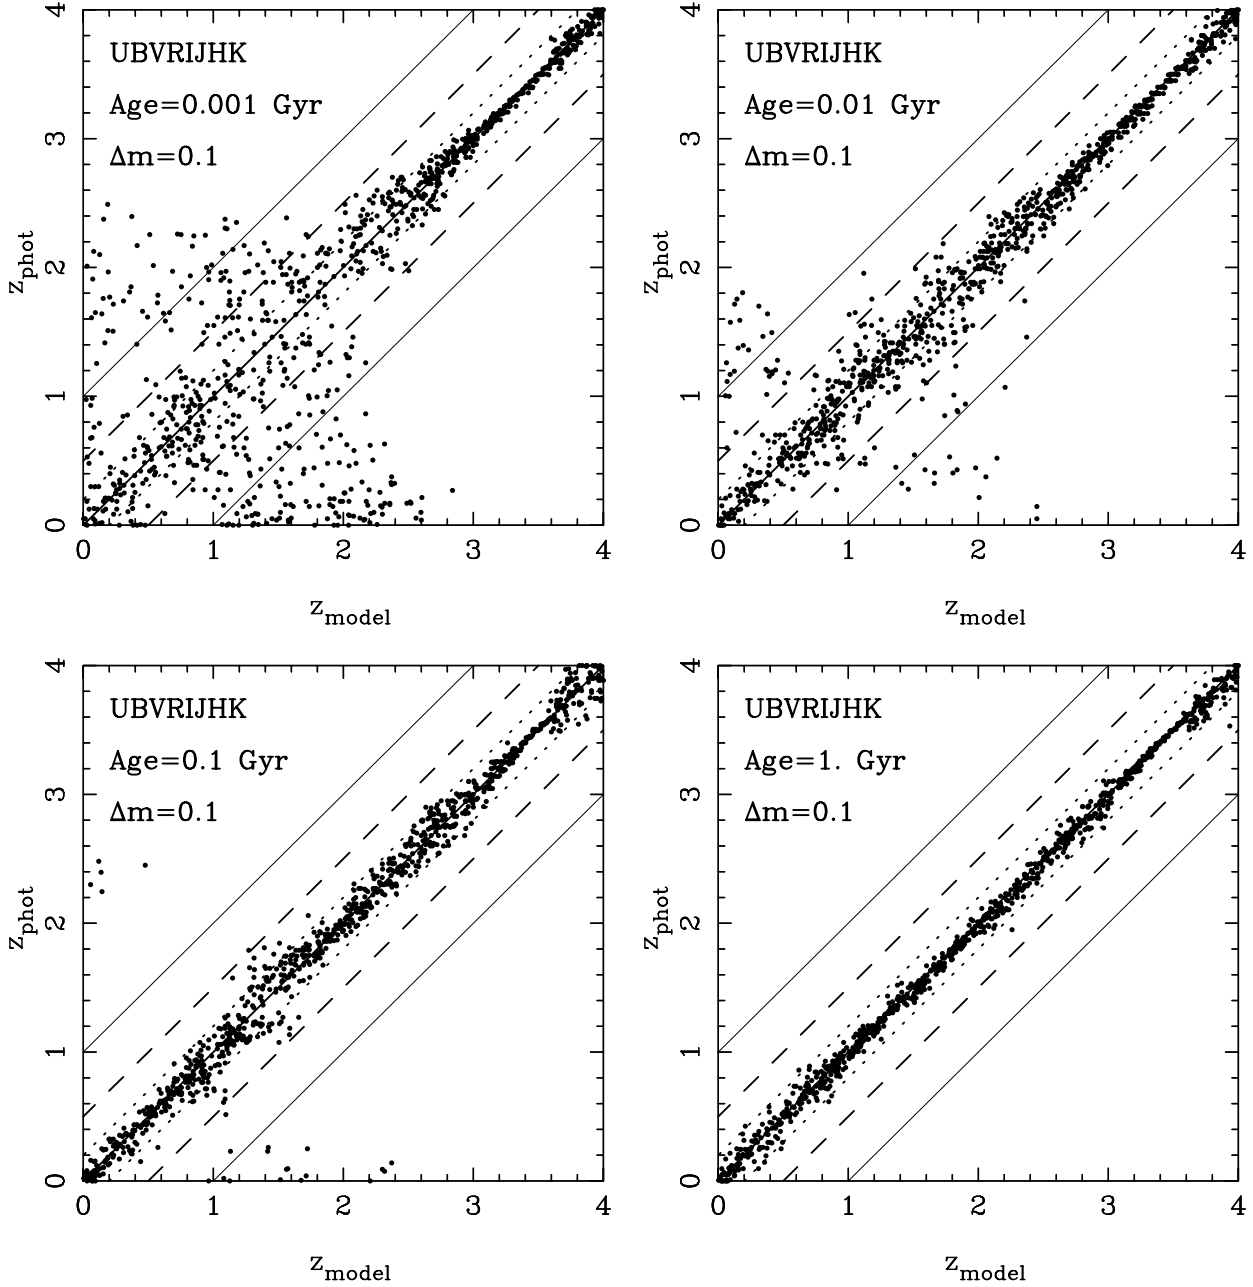 UBVRIJHK
Age=0.001 Gyr
Δm=0.1
z_phot
4
3
2
1
0
0 1 2 3 4
z_model
UBVRIJHK
Age=0.01 Gyr
Δm=0.1
z_phot
4
3
2
1
0
0 1 2 3 4
z_model
UBVRIJHK
Age=0.1 Gyr
Δm=0.1
z_phot
4
3
2
1
0
0 1 2 3 4
z_model
UBVRIJHK
Age=1. Gyr
Δm=0.1
z_phot
4
3
2
1
0
0 1 2 3 4
z_model